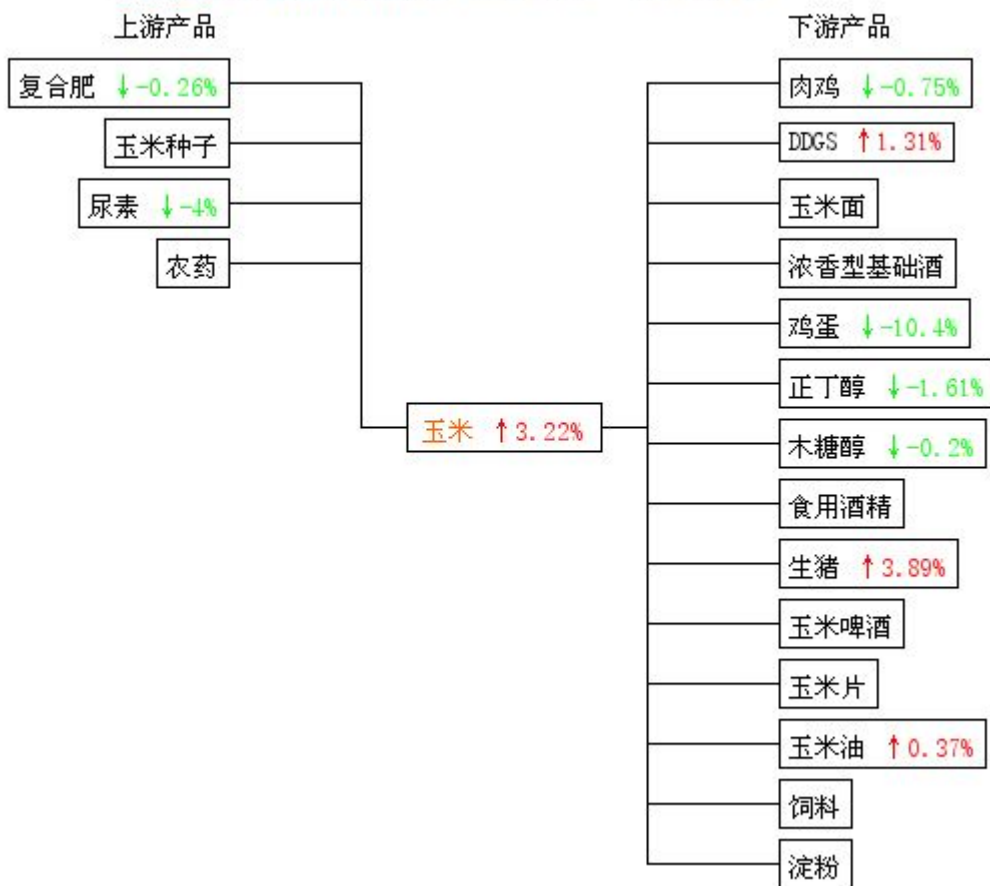 上游产品
复合肥 ↓-0.26%
玉米种子
尿素 ↓-4%
农药
玉米 ↑3.22%
下游产品
肉鸡 ↓-0.75%
DDGS ↑1.31%
玉米面
浓香型基础酒
鸡蛋 ↓-10.4%
正丁醇 ↓-1.61%
木糖醇 ↓-0.2%
食用酒精
生猪 ↑3.89%
玉米啤酒
玉米片
玉米油 ↑0.37%
饲料
淀粉